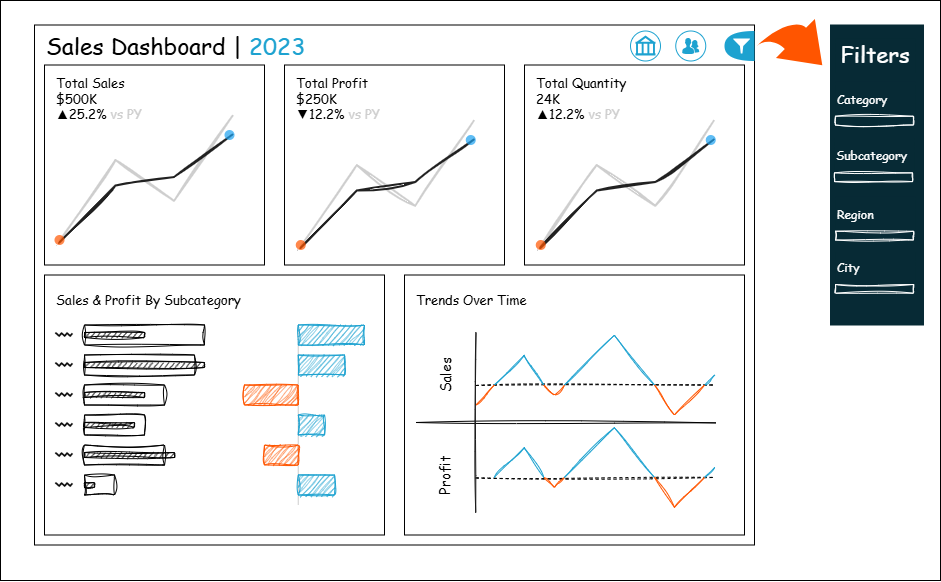 Sales Dashboard | 2023
Filters
Total Sales
$500K
▲25.2% vs PY
Total Profit
$250K
▼12.2% vs PY
Total Quantity
24K
▲12.2% vs PY
Category
Subcategory
Region
City
Sales & Profit By Subcategory
Trends Over Time
Sales
Profit